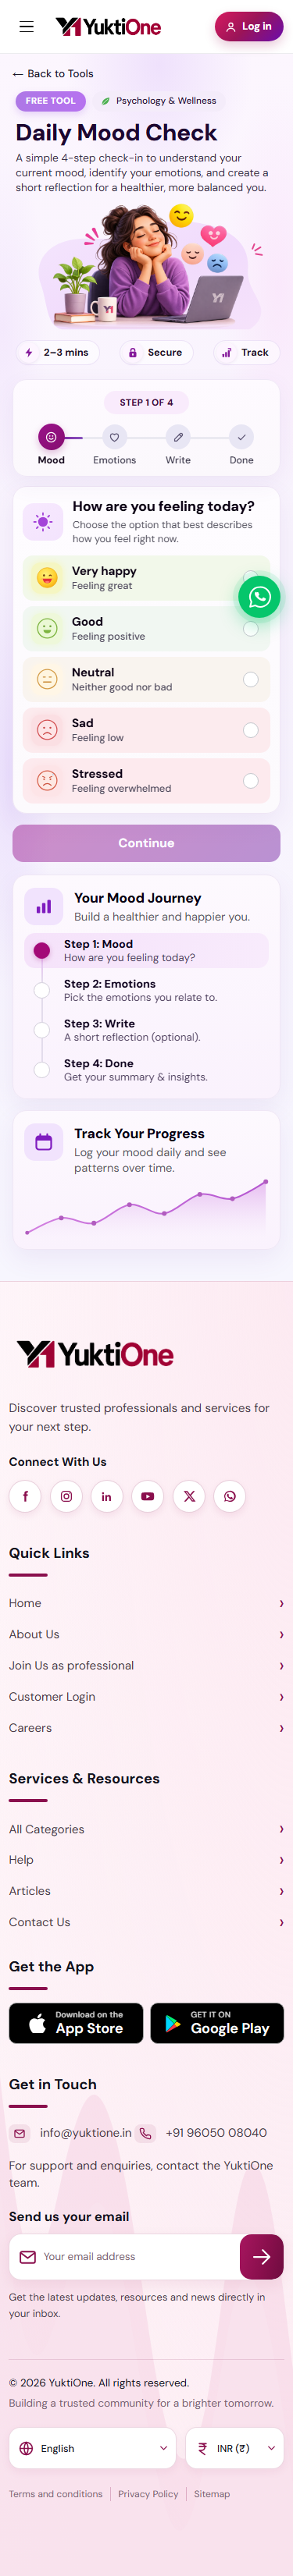 YuktiOne
Log in
← Back to Tools
FREE TOOL
Psychology & Wellness
Daily Mood Check
A simple 4-step check-in to understand your
current mood, identify your emotions, and create a
short reflection for a healthier, more balanced you.
2–3 mins
Secure
Track
STEP 1 OF 4
Mood
Emotions
Write
Done
How are you feeling today?
Choose the option that best describes
how you feel right now.
Very happy
Feeling great
Good
Feeling positive
Neutral
Neither good nor bad
Sad
Feeling low
Stressed
Feeling overwhelmed
Continue
Your Mood Journey
Build a healthier and happier you.
Step 1: Mood
How are you feeling today?
Step 2: Emotions
Pick the emotions you relate to.
Step 3: Write
A short reflection (optional).
Step 4: Done
Get your summary & insights.
Track Your Progress
Log your mood daily and see
patterns over time.
YuktiOne
Discover trusted professionals and services for
your next step.
Connect With Us
Quick Links
Home
About Us
Join Us as professional
Customer Login
Careers
Services & Resources
All Categories
Help
Articles
Contact Us
Get the App
Download on the
App Store
GET IT ON
Google Play
Get in Touch
info@yuktione.in
+91 96050 08040
For support and enquiries, contact the YuktiOne
team.
Send us your email
Your email address
Get the latest updates, resources and news directly in
your inbox.
© 2026 YuktiOne. All rights reserved.
Building a trusted community for a brighter tomorrow.
English
₹ INR (₹)
Terms and conditions
Privacy Policy
Sitemap